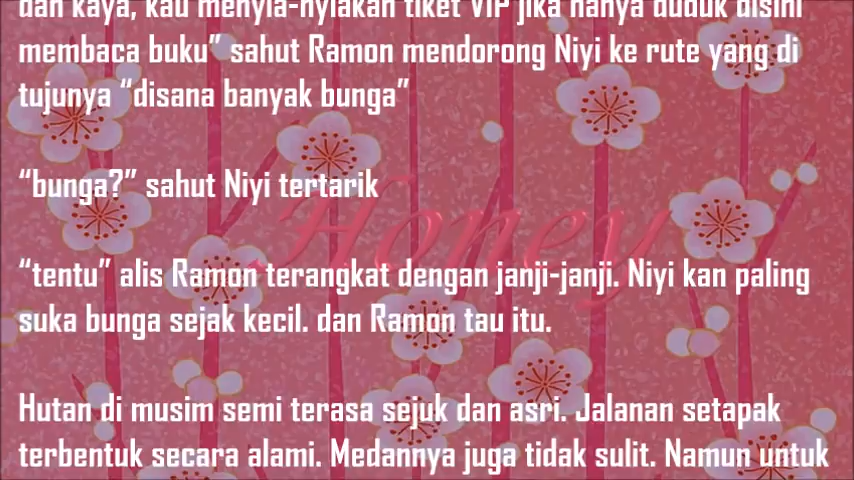 dan kaya, kau menyia-nyiakan tiket VIP jika hanya duduk disini
membaca buku” sahut Ramon mendorong Niyi ke rute yang di
tujunya “disana banyak bunga”
“bunga?” sahut Niyi tertarik
“tentu” alis Ramon terangkat dengan janji-janji. Niyi kan paling
suka bunga sejak kecil. dan Ramon tau itu.
Honey
Hutan di musim semi terasa sejuk dan asri. Jalanan setapak
terbentuk secara alami. Medannya juga tidak sulit. Namun untuk